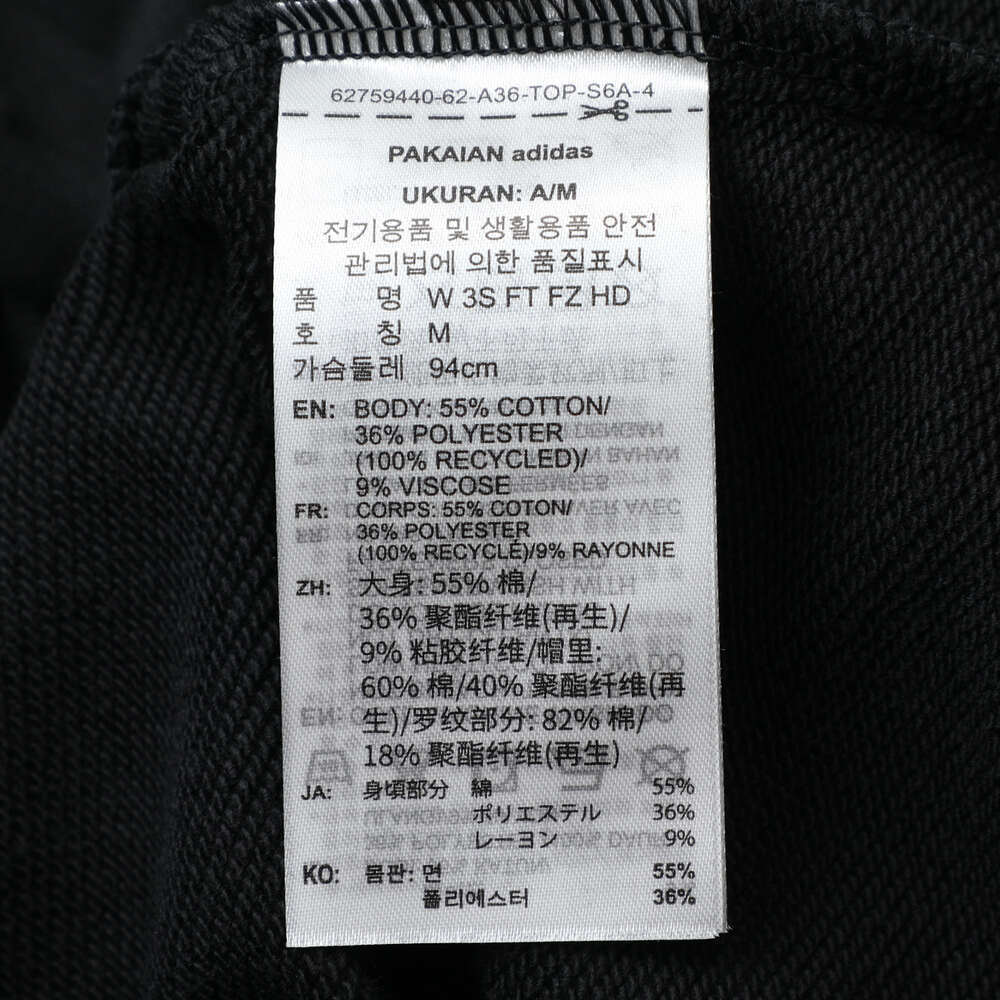 62759440-62-A36-TOP-S6A-4
PAKAIAN adidas
UKURAN: A/M
전기용품 및 생활용품 안전
관리법에 의한 품질표시
품 명 W 3S FT FZ HD
호 칭 M
가슴둘레 94cm
EN: BODY: 55% COTTON/
36% POLYESTER
(100% RECYCLED)/
9% VISCOSE
FR: CORPS: 55% COTON/
36% POLYESTER
(100% RECYCLÉ)/9% RAYONNE
ZH: 大身: 55% 棉/
36% 聚酯纤维(再生)/
9% 粘胶纤维/帽里:
60% 棉/40% 聚酯纤维(再
生)/罗纹部分: 82% 棉/
18% 聚酯纤维(再生)
JA: 身頃部分 綿 55%
ポリエステル 36%
レーヨン 9%
KO: 몸판: 면 55%
폴리에스터 36%